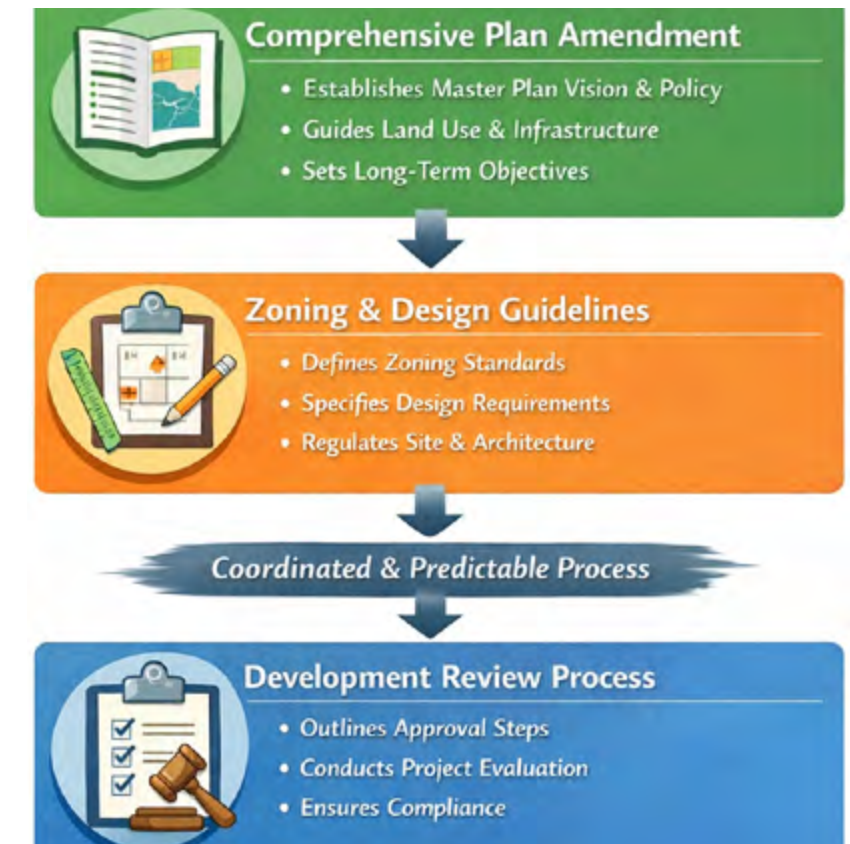 Comprehensive Plan Amendment
• Establishes Master Plan Vision & Policy
• Guides Land Use & Infrastructure
• Sets Long-Term Objectives
Zoning & Design Guidelines
• Defines Zoning Standards
• Specifies Design Requirements
• Regulates Site & Architecture
Coordinated & Predictable Process
Development Review Process
• Outlines Approval Steps
• Conducts Project Evaluation
• Ensures Compliance